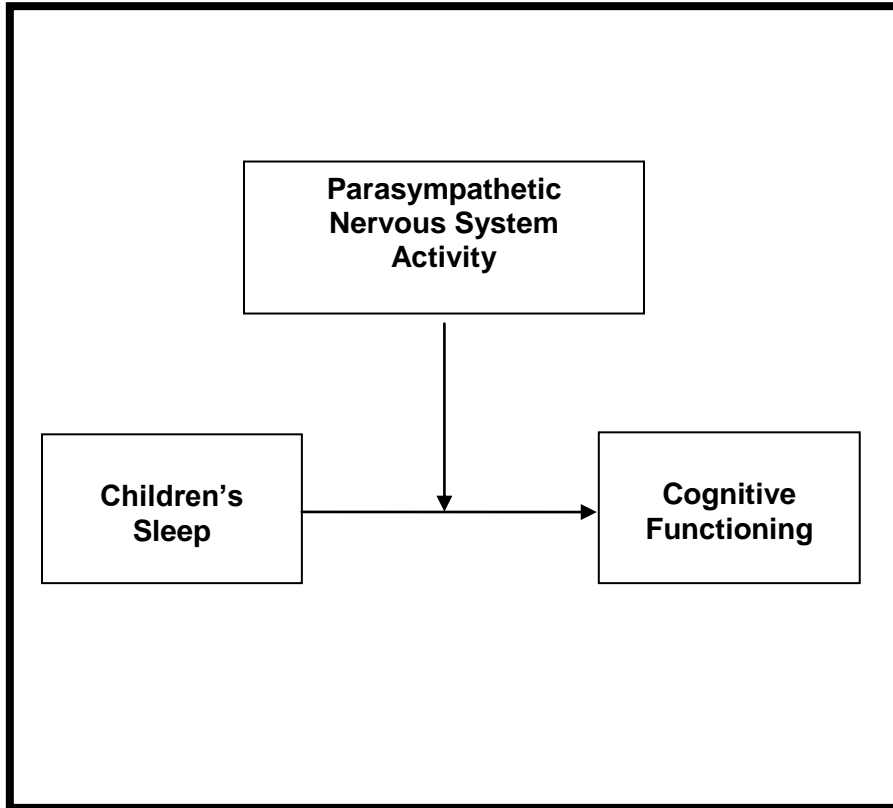 Parasympathetic
Nervous System
Activity
Children’s
Sleep
Cognitive
Functioning